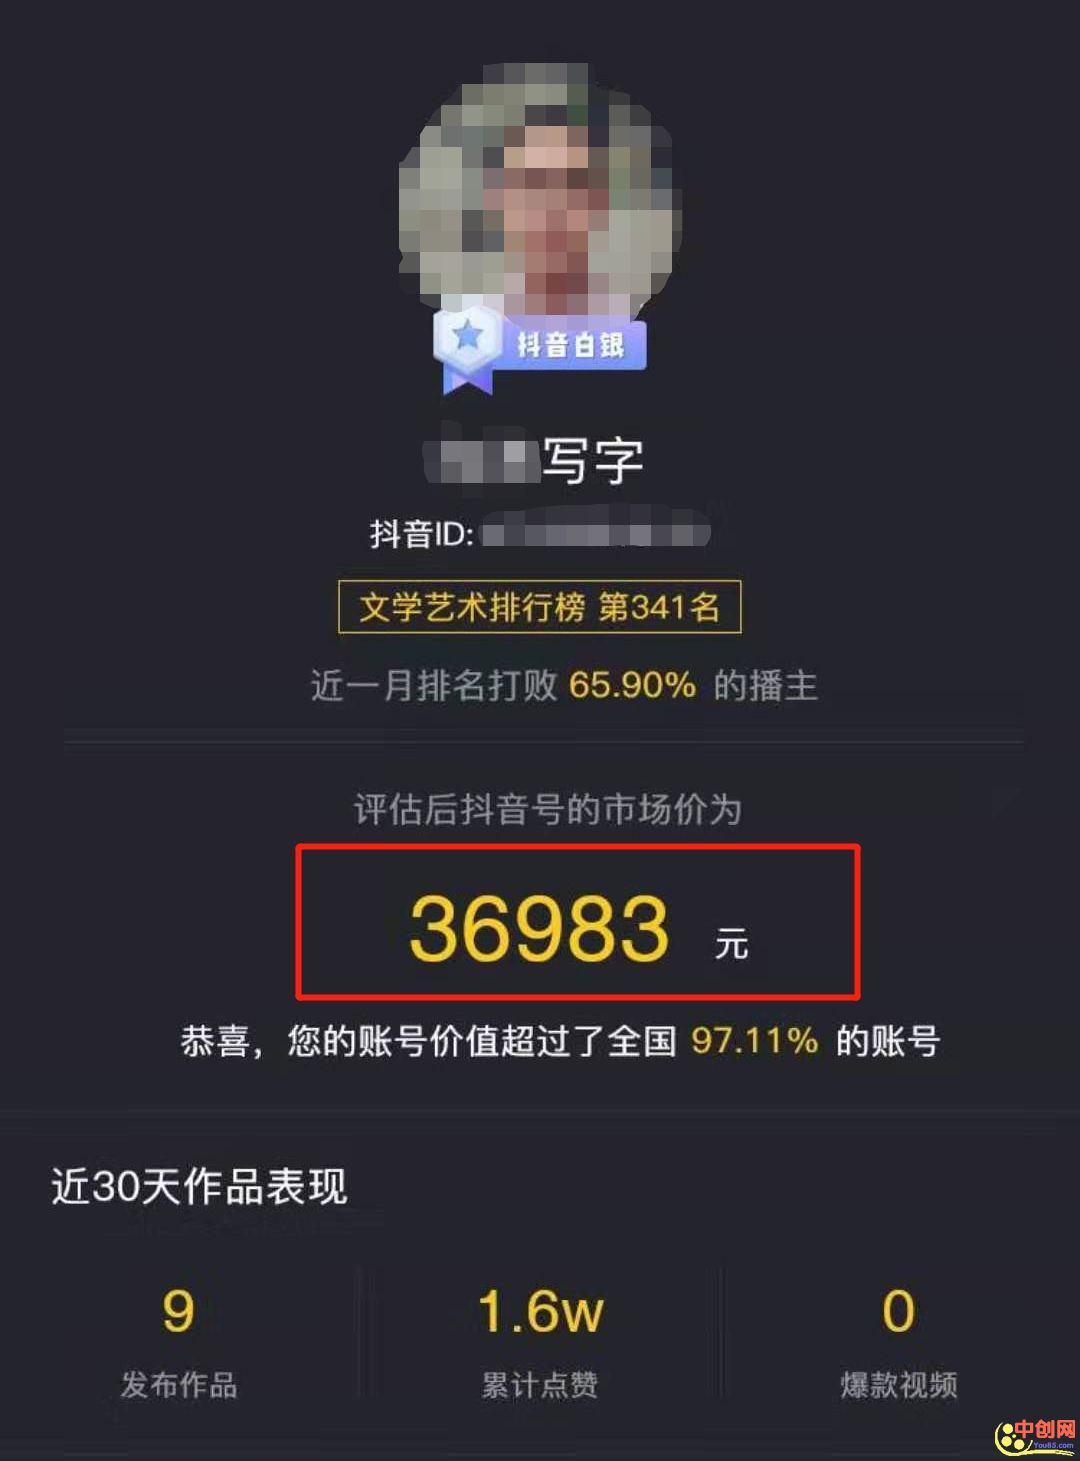 抖音白银
写字
抖音ID:
文学艺术排行榜 第341名
近一月排名打败 65.90% 的播主
评估后抖音号的市场价为
36983 元
恭喜，您的账号价值超过了全国 97.11% 的账号
近30天作品表现
9 1.6w 0
发布作品 累计点赞 爆款视频
中创网
You85.com